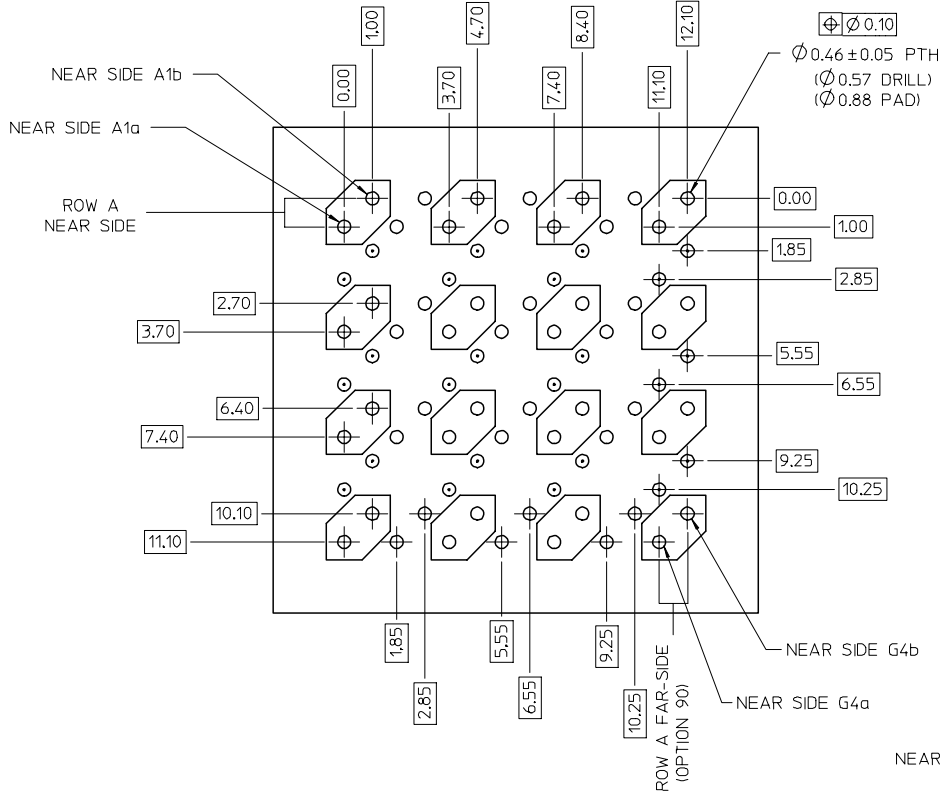 0.00
1.00
3.70
4.70
7.40
8.40
11.10
12.10
⌖ Ø 0.10
Ø0.46±0.05 PTH
(Ø0.57 DRILL)
(Ø0.88 PAD)
NEAR SIDE A1b
NEAR SIDE A1a
ROW A
NEAR SIDE
0.00
1.00
1.85
2.85
2.70
3.70
5.55
6.55
6.40
7.40
9.25
10.25
10.10
11.10
1.85
2.85
5.55
6.55
9.25
10.25
ROW A FAR-SIDE
(OPTION 90)
NEAR SIDE G4b
NEAR SIDE G4a
NEAR